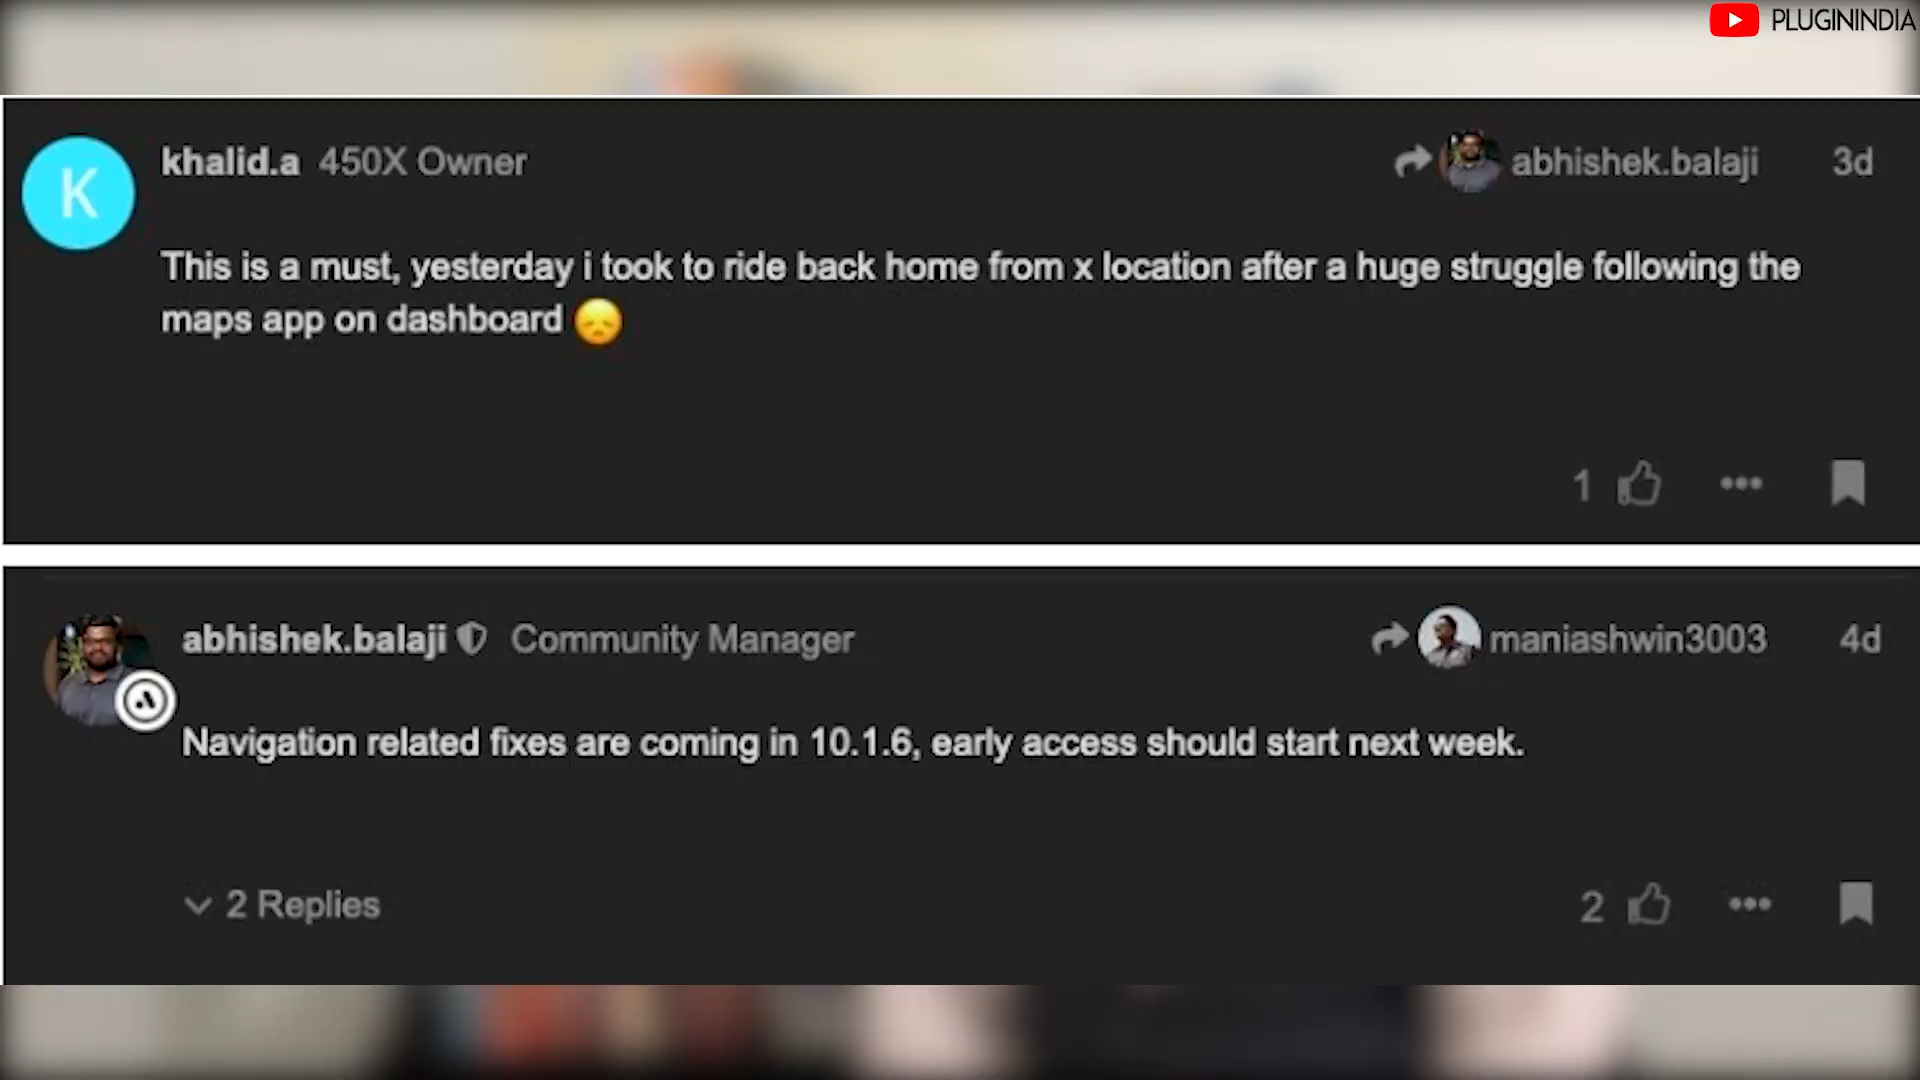 PLUGININDIA
K
khalid.a 450X Owner abhishek.balaji 3d
This is a must, yesterday i took to ride back home from x location after a huge struggle following the
maps app on dashboard 😞
1
abhishek.balaji Community Manager maniashwin3003 4d
Navigation related fixes are coming in 10.1.6, early access should start next week.
2 Replies 2